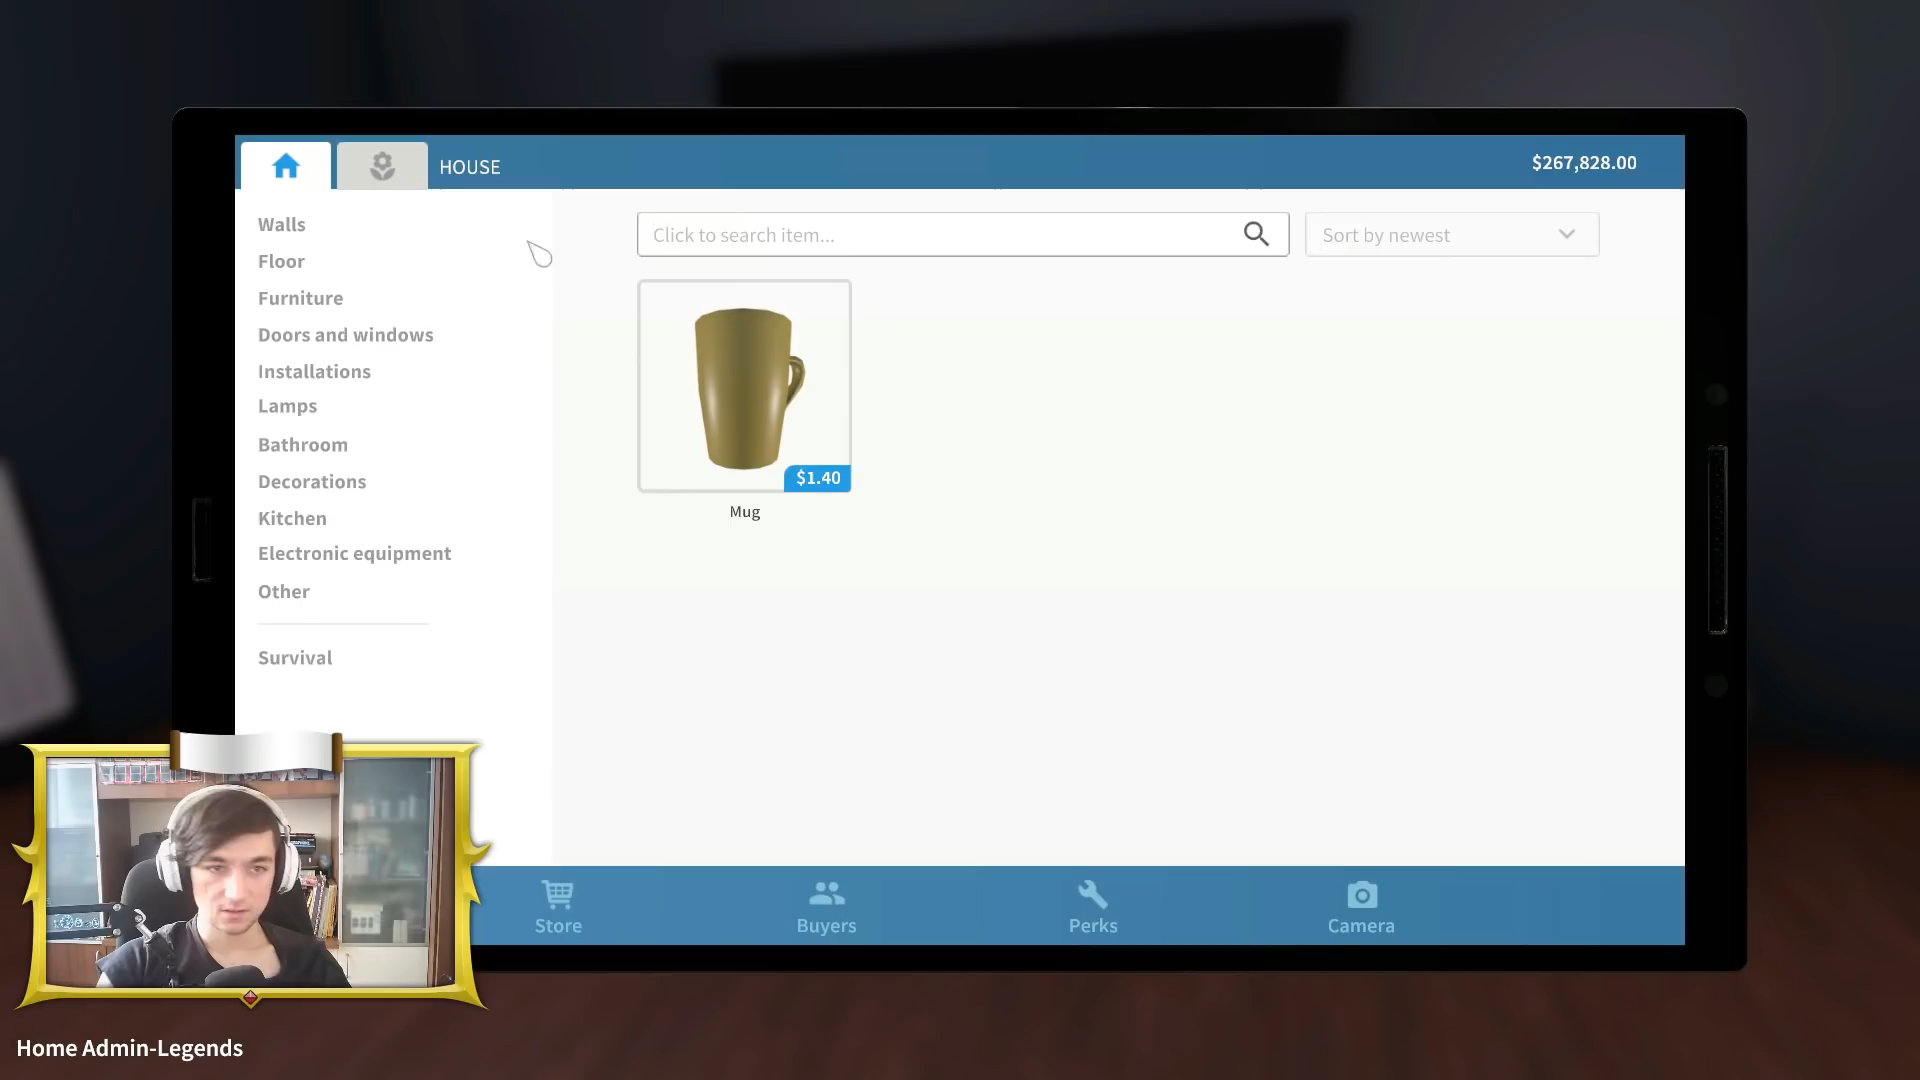 HOUSE
$267,828.00
Walls
Floor
Furniture
Doors and windows
Installations
Lamps
Bathroom
Decorations
Kitchen
Electronic equipment
Other
Survival
Click to search item...
Sort by newest
$1.40
Mug
Store
Buyers
Perks
Camera
Home Admin-Legends